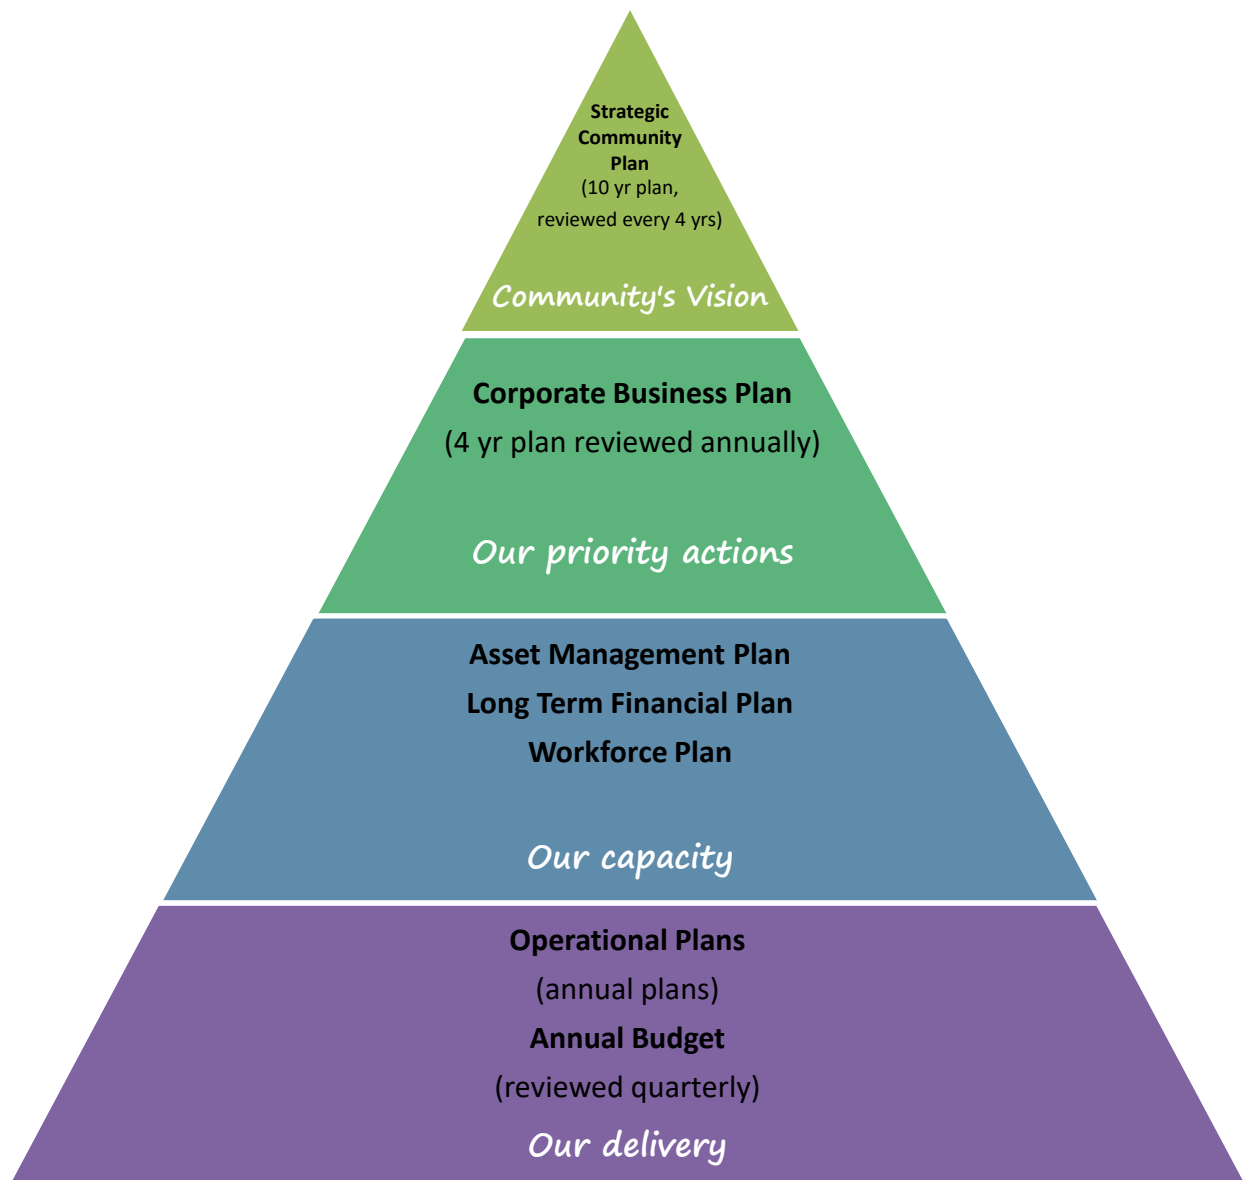 Strategic
Community
Plan
(10 yr plan,
reviewed every 4 yrs)
Community's Vision
Corporate Business Plan
(4 yr plan reviewed annually)
Our priority actions
Asset Management Plan
Long Term Financial Plan
Workforce Plan
Our capacity
Operational Plans
(annual plans)
Annual Budget
(reviewed quarterly)
Our delivery